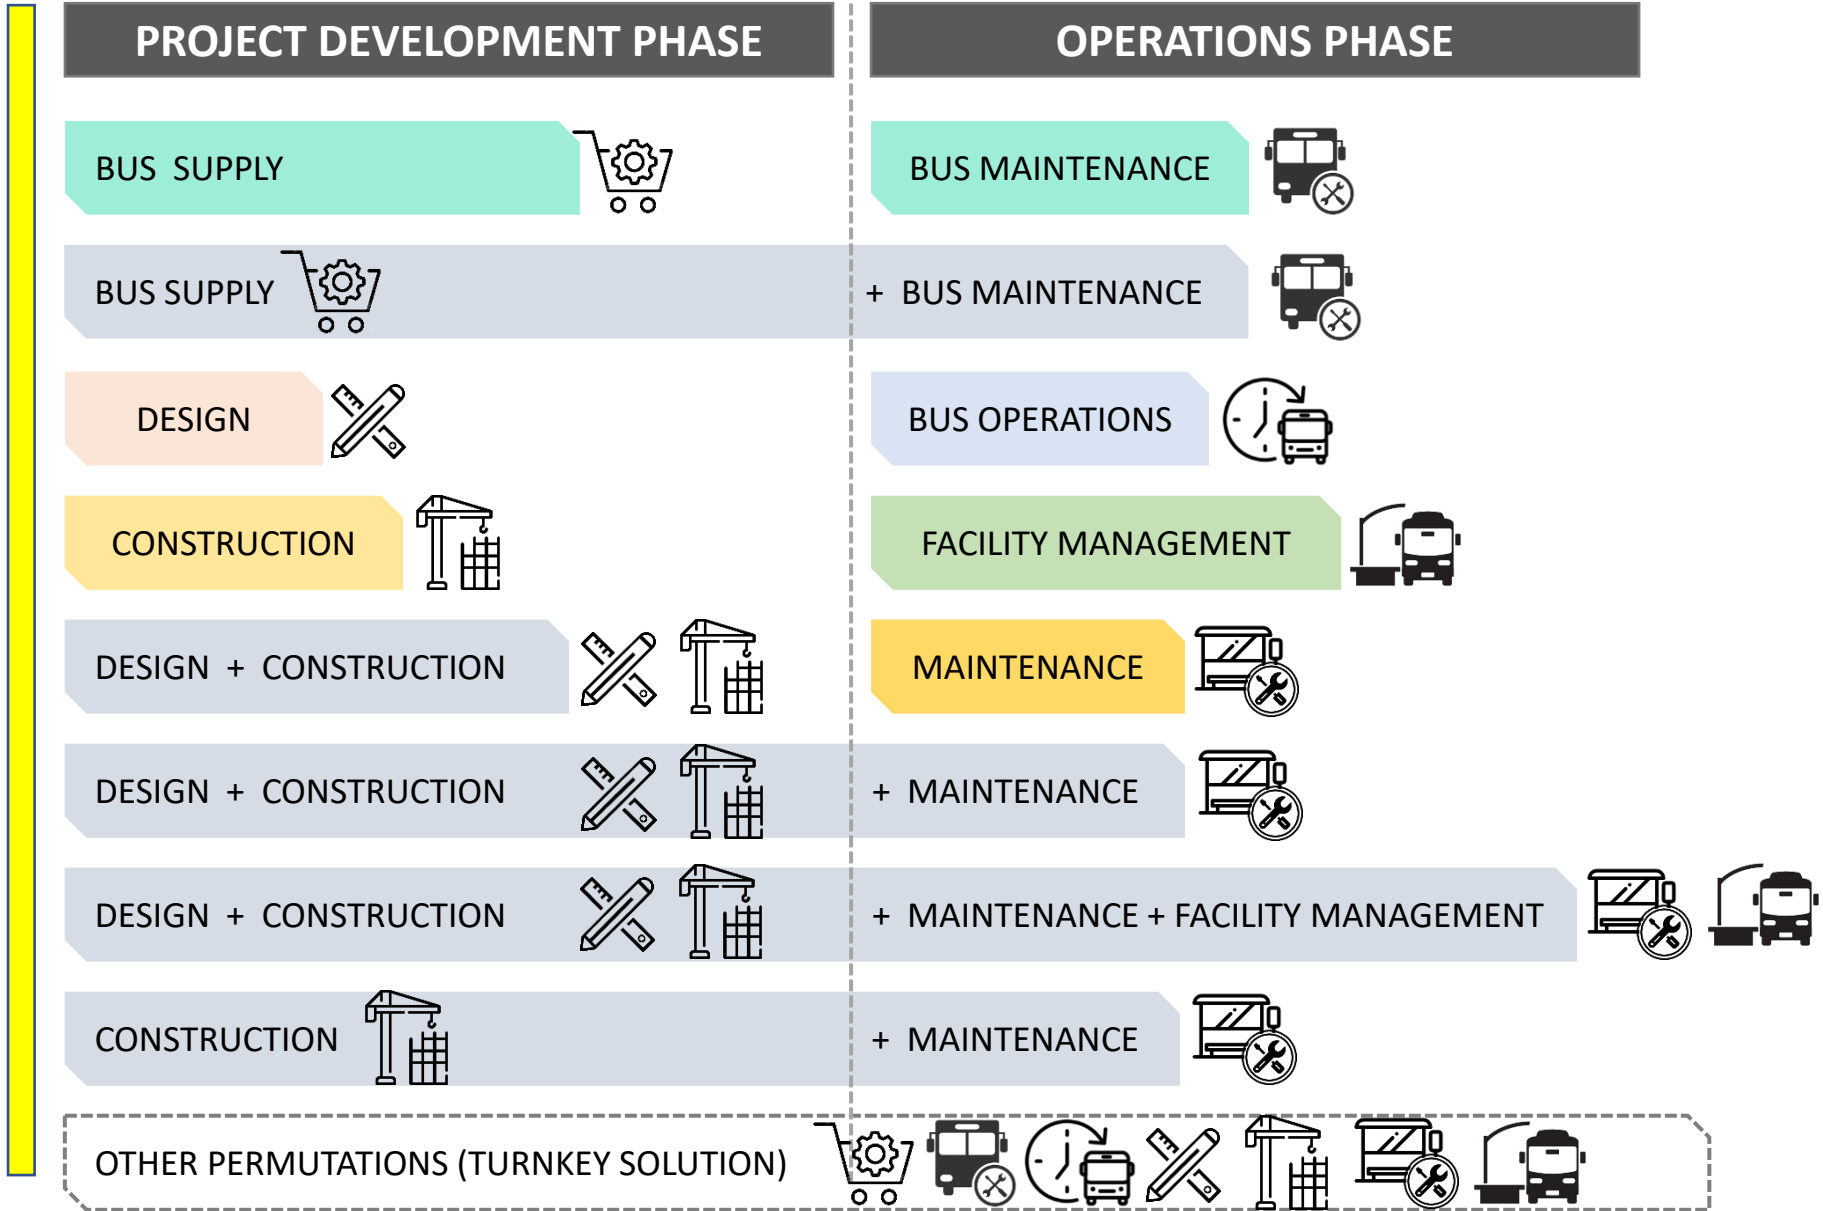 PROJECT DEVELOPMENT PHASE
OPERATIONS PHASE
BUS SUPPLY
BUS MAINTENANCE
BUS SUPPLY + BUS MAINTENANCE
DESIGN
BUS OPERATIONS
CONSTRUCTION
FACILITY MANAGEMENT
DESIGN + CONSTRUCTION
MAINTENANCE
DESIGN + CONSTRUCTION + MAINTENANCE
DESIGN + CONSTRUCTION + MAINTENANCE + FACILITY MANAGEMENT
CONSTRUCTION + MAINTENANCE
OTHER PERMUTATIONS (TURNKEY SOLUTION)